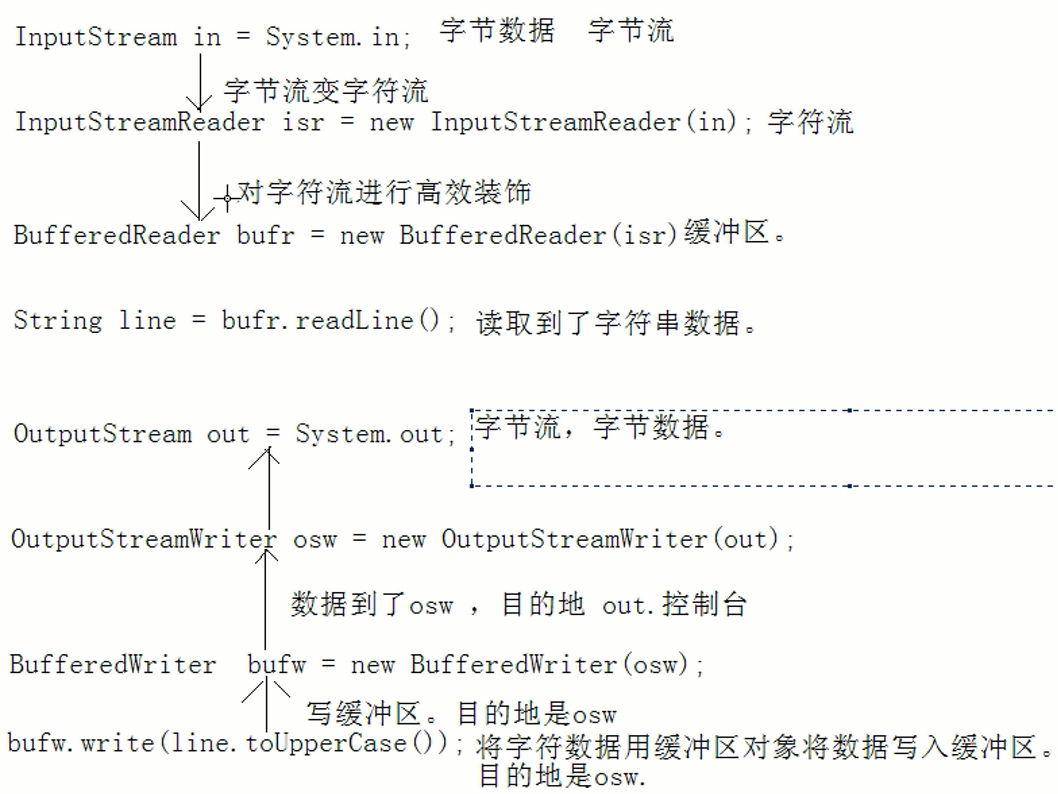 InputStream in = System.in; 字节数据 字节流
字节流变字符流
InputStreamReader isr = new InputStreamReader(in); 字符流
对字符流进行高效装饰
BufferedReader bufr = new BufferedReader(isr)缓冲区。
String line = bufr.readLine(); 读取到了字符串数据。
OutputStream out = System.out; 字节流，字节数据。
OutputStreamWriter osw = new OutputStreamWriter(out);
数据到了osw ，目的地 out.控制台
BufferedWriter bufw = new BufferedWriter(osw);
写缓冲区。目的地是osw
bufw.write(line.toUpperCase()); 将字符数据用缓冲区对象将数据写入缓冲区。
目的地是osw.